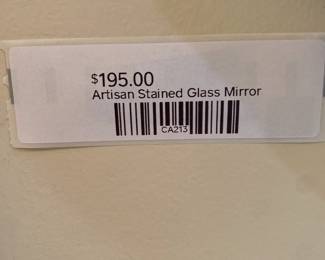 $195.00
Artisan Stained Glass Mirror
CA213